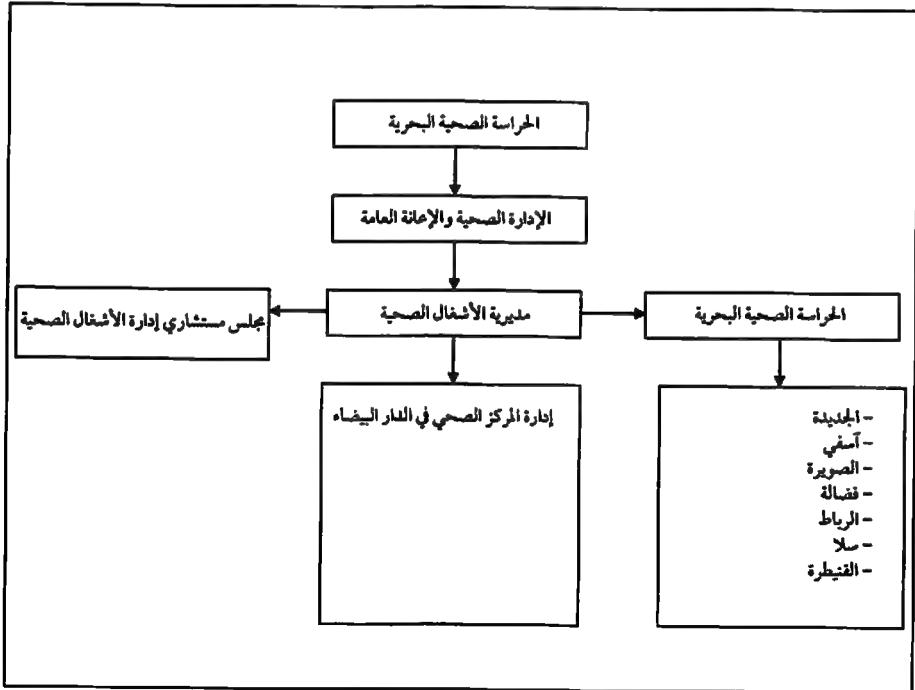 الحراسة الصحية البحرية
الإدارة الصحية والإعانة العامة
الحراسة الصحية البحرية
مديرية الأشغال الصحية
مجلس مستشاري إدارة الأشغال الصحية
- الجديدة
- آسفي
- الصويرة
- فضالة
- الرباط
- سلا
- القنيطرة
إدارة المركز الصحي في الدار البيضاء